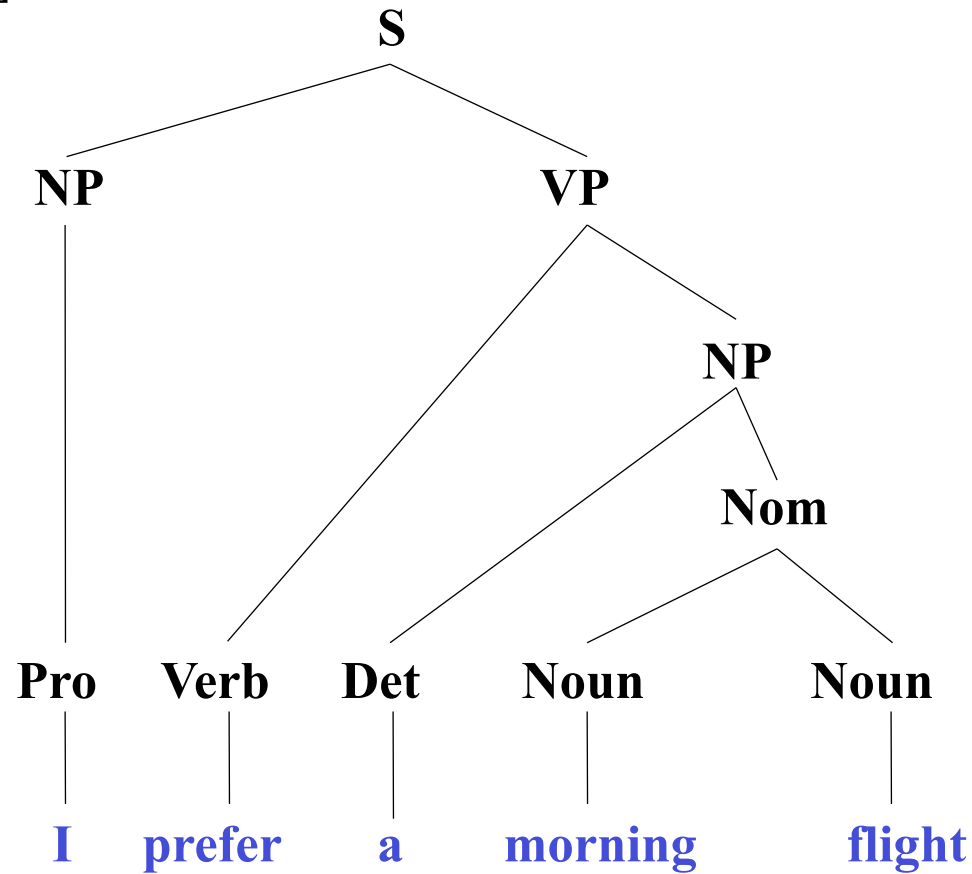 S
NP VP
NP
Nom
Pro Verb Det Noun Noun
I prefer a morning flight